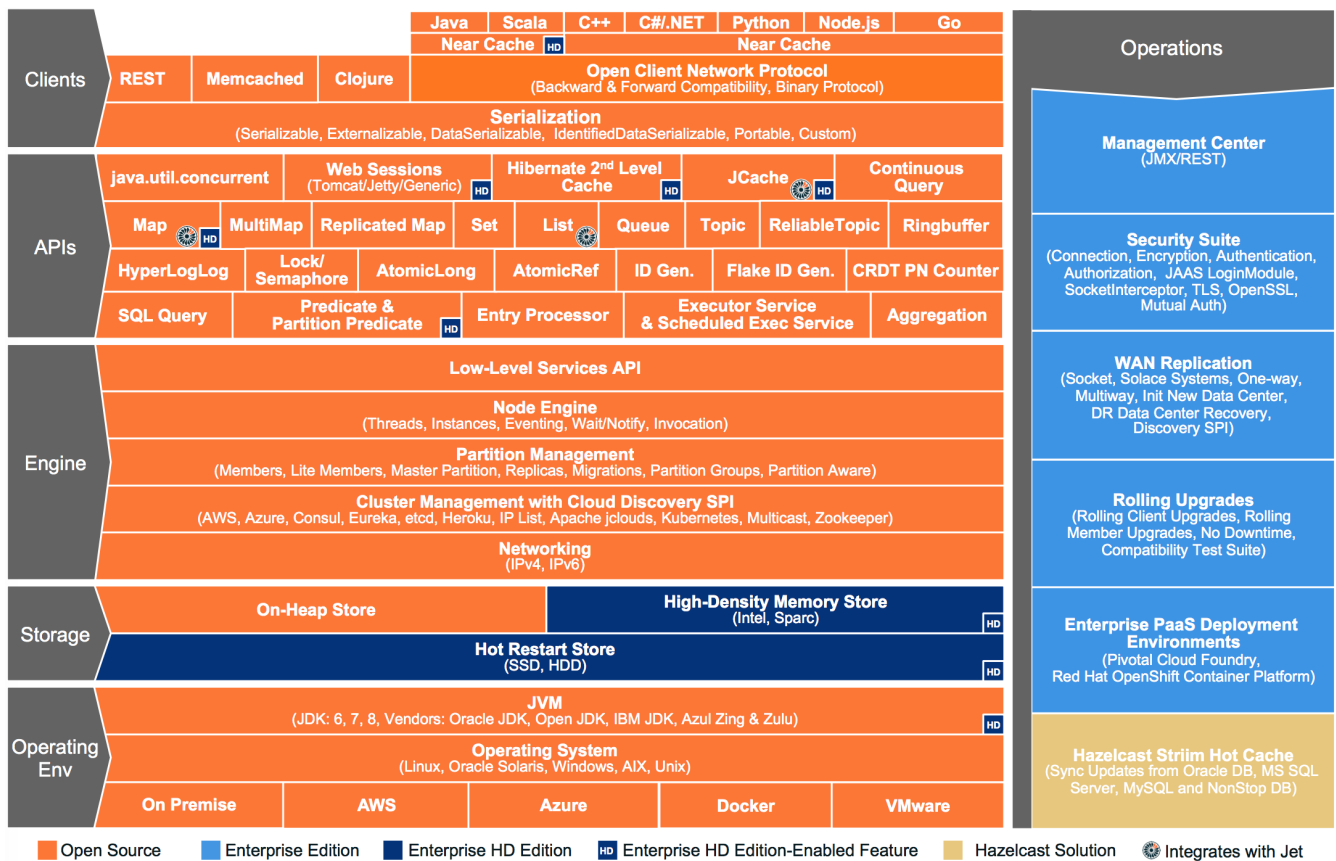 Clients
Java Scala C++ C#/.NET Python Node.js Go
Near Cache HD Near Cache
REST Memcached Clojure Open Client Network Protocol
(Backward & Forward Compatibility, Binary Protocol)
Serialization
(Serializable, Externalizable, DataSerializable, IdentifiedDataSerializable, Portable, Custom)
APIs
java.util.concurrent
Web Sessions
(Tomcat/Jetty/Generic) HD
Hibernate 2nd Level
Cache HD
JCache HD
Continuous
Query
Map HD MultiMap Replicated Map Set List Queue Topic ReliableTopic Ringbuffer
HyperLogLog
Lock/
Semaphore
AtomicLong AtomicRef ID Gen. Flake ID Gen. CRDT PN Counter
SQL Query
Predicate &
Partition Predicate HD
Entry Processor
Executor Service
& Scheduled Exec Service
Aggregation
Engine
Low-Level Services API
Node Engine
(Threads, Instances, Eventing, Wait/Notify, Invocation)
Partition Management
(Members, Lite Members, Master Partition, Replicas, Migrations, Partition Groups, Partition Aware)
Cluster Management with Cloud Discovery SPI
(AWS, Azure, Consul, Eureka, etcd, Heroku, IP List, Apache jclouds, Kubernetes, Multicast, Zookeeper)
Networking
(IPv4, IPv6)
Storage
On-Heap Store
High-Density Memory Store
(Intel, Sparc)
HD
Hot Restart Store
(SSD, HDD)
HD
Operating
Env
JVM
(JDK: 6, 7, 8, Vendors: Oracle JDK, Open JDK, IBM JDK, Azul Zing & Zulu)
HD
Operating System
(Linux, Oracle Solaris, Windows, AIX, Unix)
On Premise AWS Azure Docker VMware
Operations
Management Center
(JMX/REST)
Security Suite
(Connection, Encryption, Authentication,
Authorization, JAAS LoginModule,
SocketInterceptor, TLS, OpenSSL,
Mutual Auth)
WAN Replication
(Socket, Solace Systems, One-way,
Multiway, Init New Data Center,
DR Data Center Recovery,
Discovery SPI)
Rolling Upgrades
(Rolling Client Upgrades, Rolling
Member Upgrades, No Downtime,
Compatibility Test Suite)
Enterprise PaaS Deployment
Environments
(Pivotal Cloud Foundry,
Red Hat OpenShift Container Platform)
Hazelcast Striim Hot Cache
(Sync Updates from Oracle DB, MS SQL
Server, MySQL and NonStop DB)
Open Source Enterprise Edition Enterprise HD Edition HD Enterprise HD Edition-Enabled Feature Hazelcast Solution Integrates with Jet